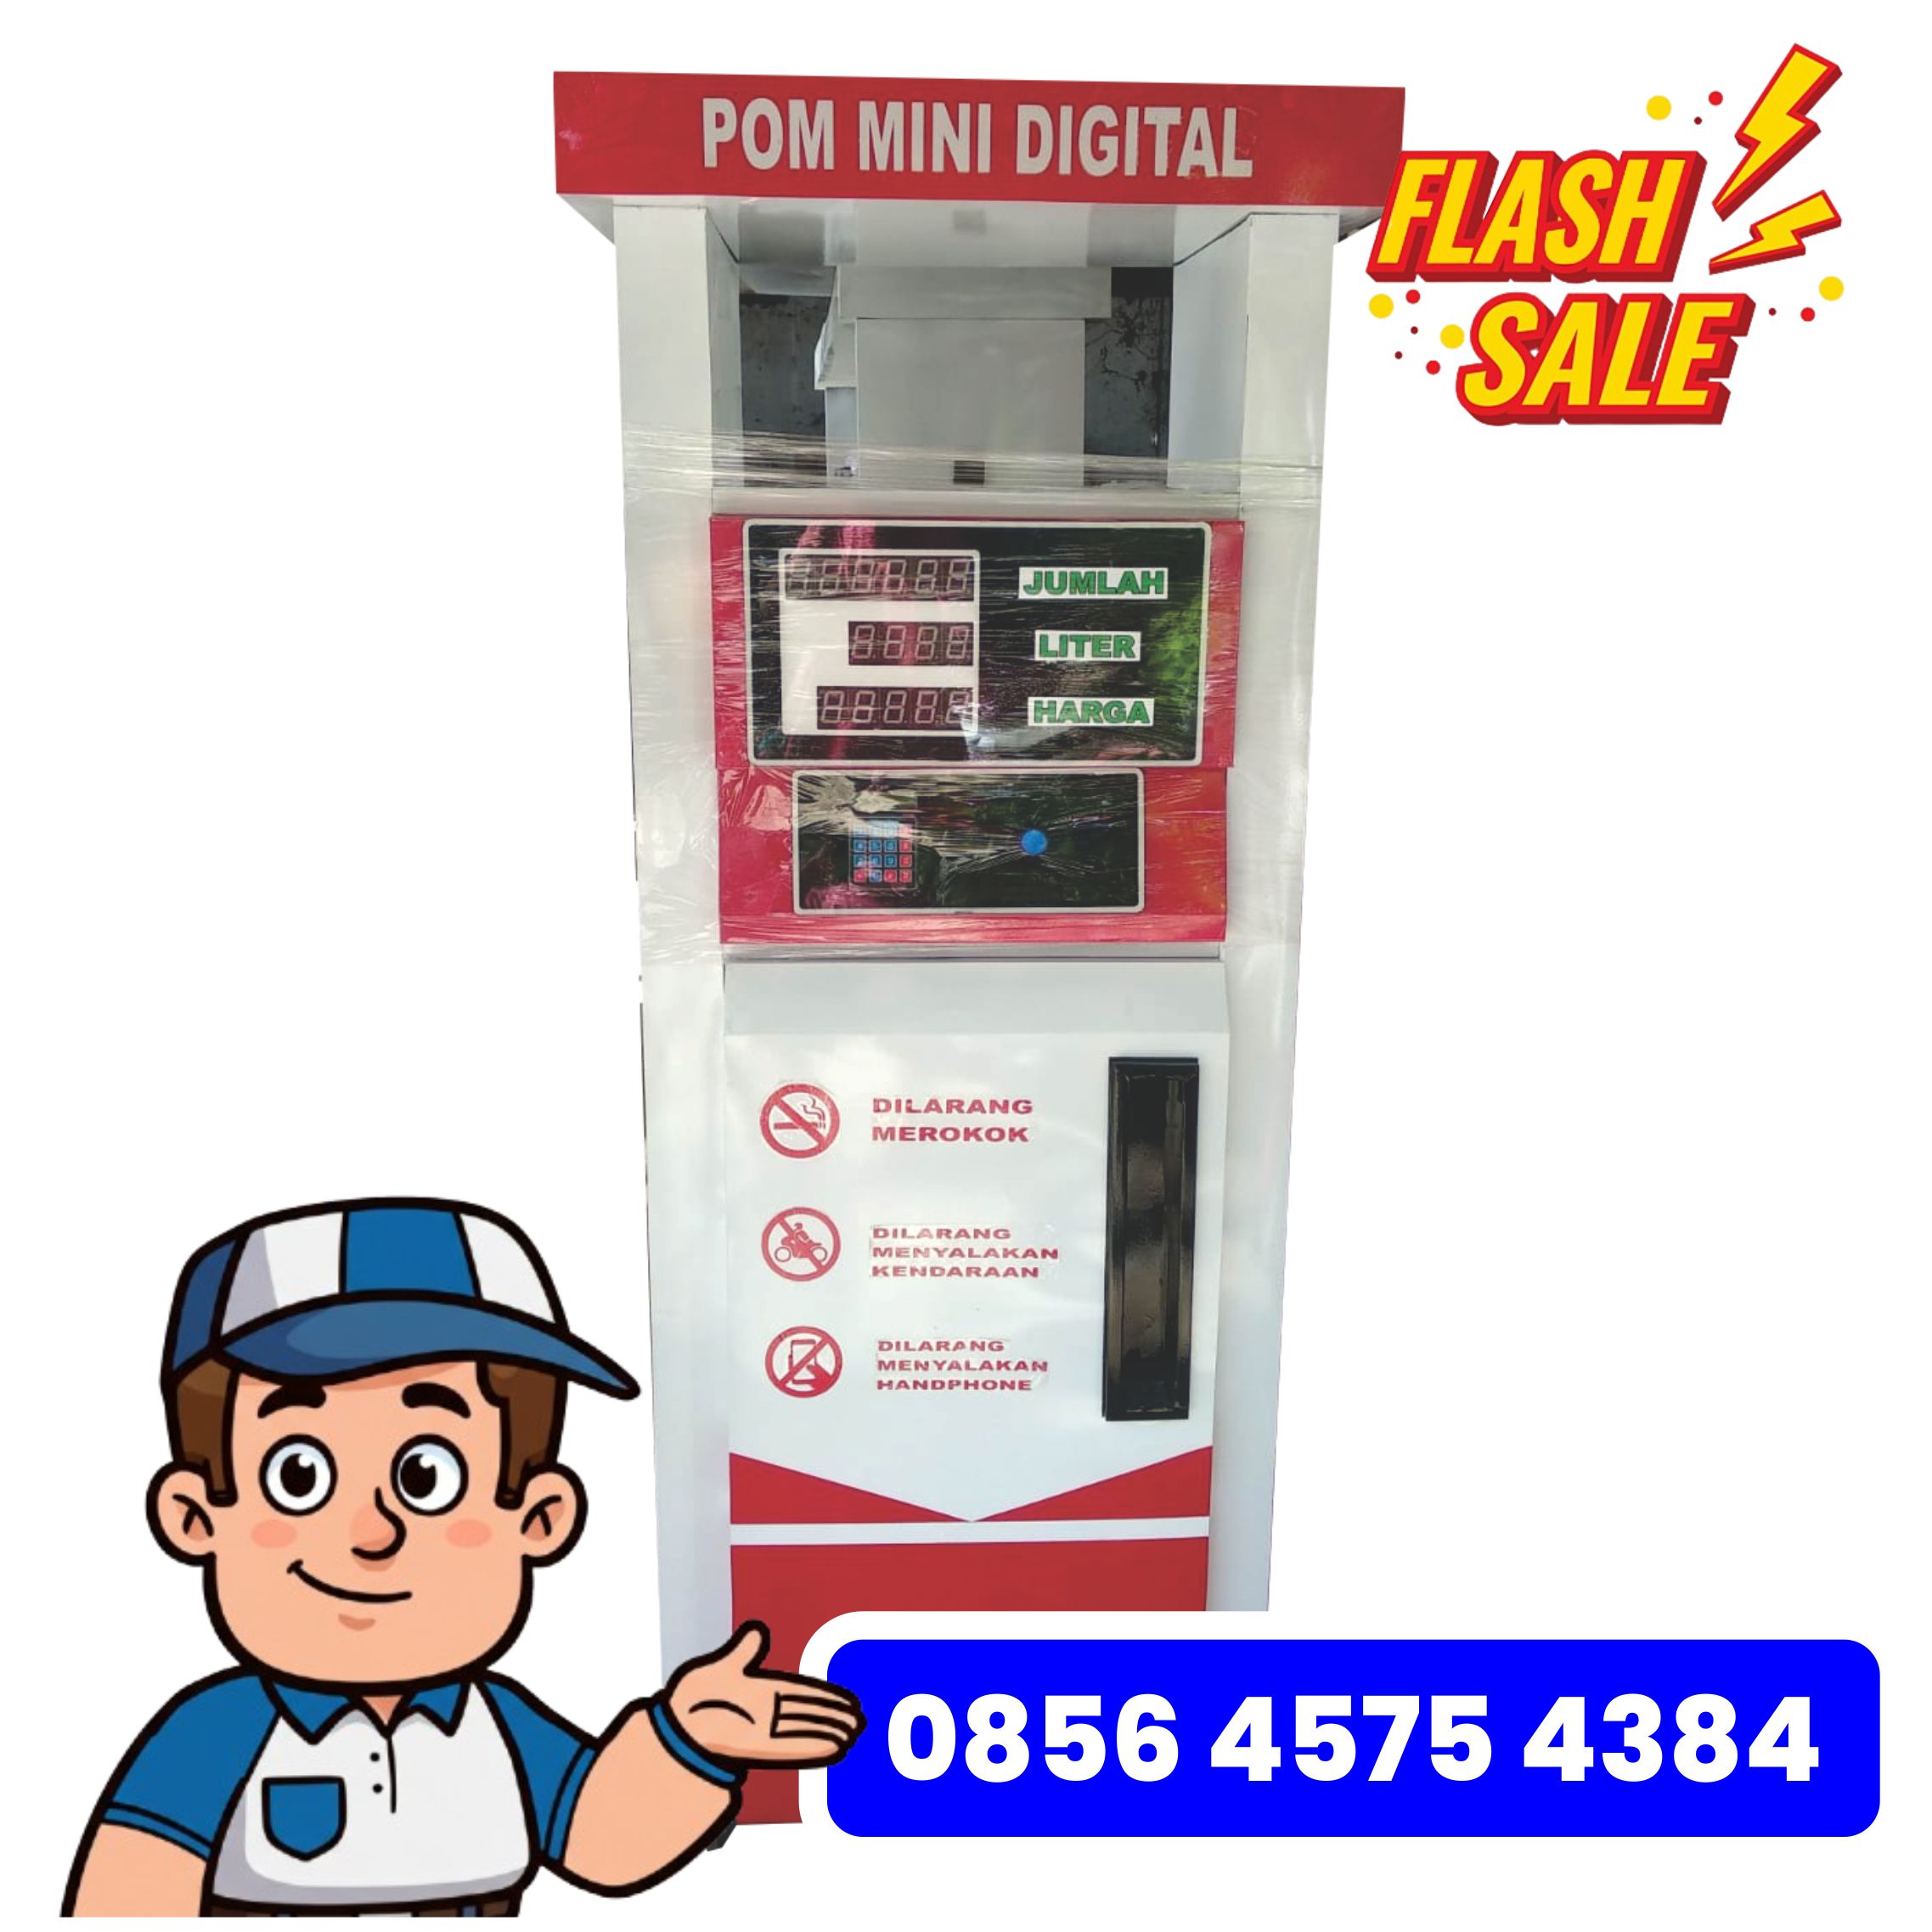 POM MINI DIGITAL
FLASH
SALE
JUMLAH
LITER
HARGA
DILARANG
MEROKOK
DILARANG
MENYALAKAN
KENDARAAN
DILARANG
MENYALAKAN
HANDPHONE
0856 4575 4384